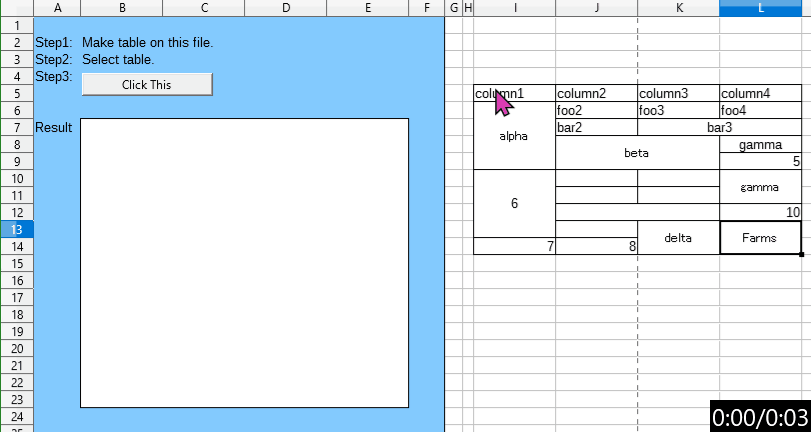 A B C D E F G H I J K L
1
2 Step1: Make table on this file.
3 Step2: Select table.
4 Step3:
Click This
5 column1 column2 column3 column4
6 foo2 foo3 foo4
7 Result bar2 bar3
alpha
8 gamma
beta
9 5
10
gamma
11
6
12 10
13
delta Farms
14 7 8
15
16
17
18
19
20
21
22
23
24
25
0:00/0:03